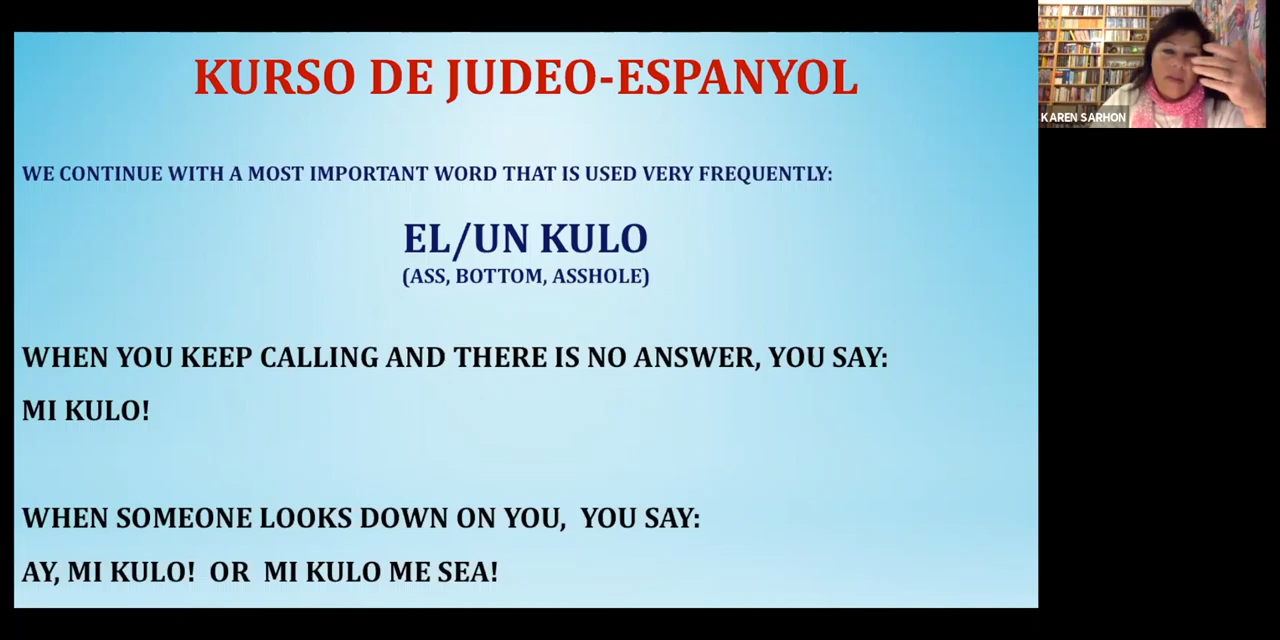 KURSO DE JUDEO-ESPANYOL
KAREN SARHON
WE CONTINUE WITH A MOST IMPORTANT WORD THAT IS USED VERY FREQUENTLY:
EL/UN KULO
(ASS, BOTTOM, ASSHOLE)
WHEN YOU KEEP CALLING AND THERE IS NO ANSWER, YOU SAY:
MI KULO!
WHEN SOMEONE LOOKS DOWN ON YOU,  YOU SAY:
AY, MI KULO!  OR  MI KULO ME SEA!